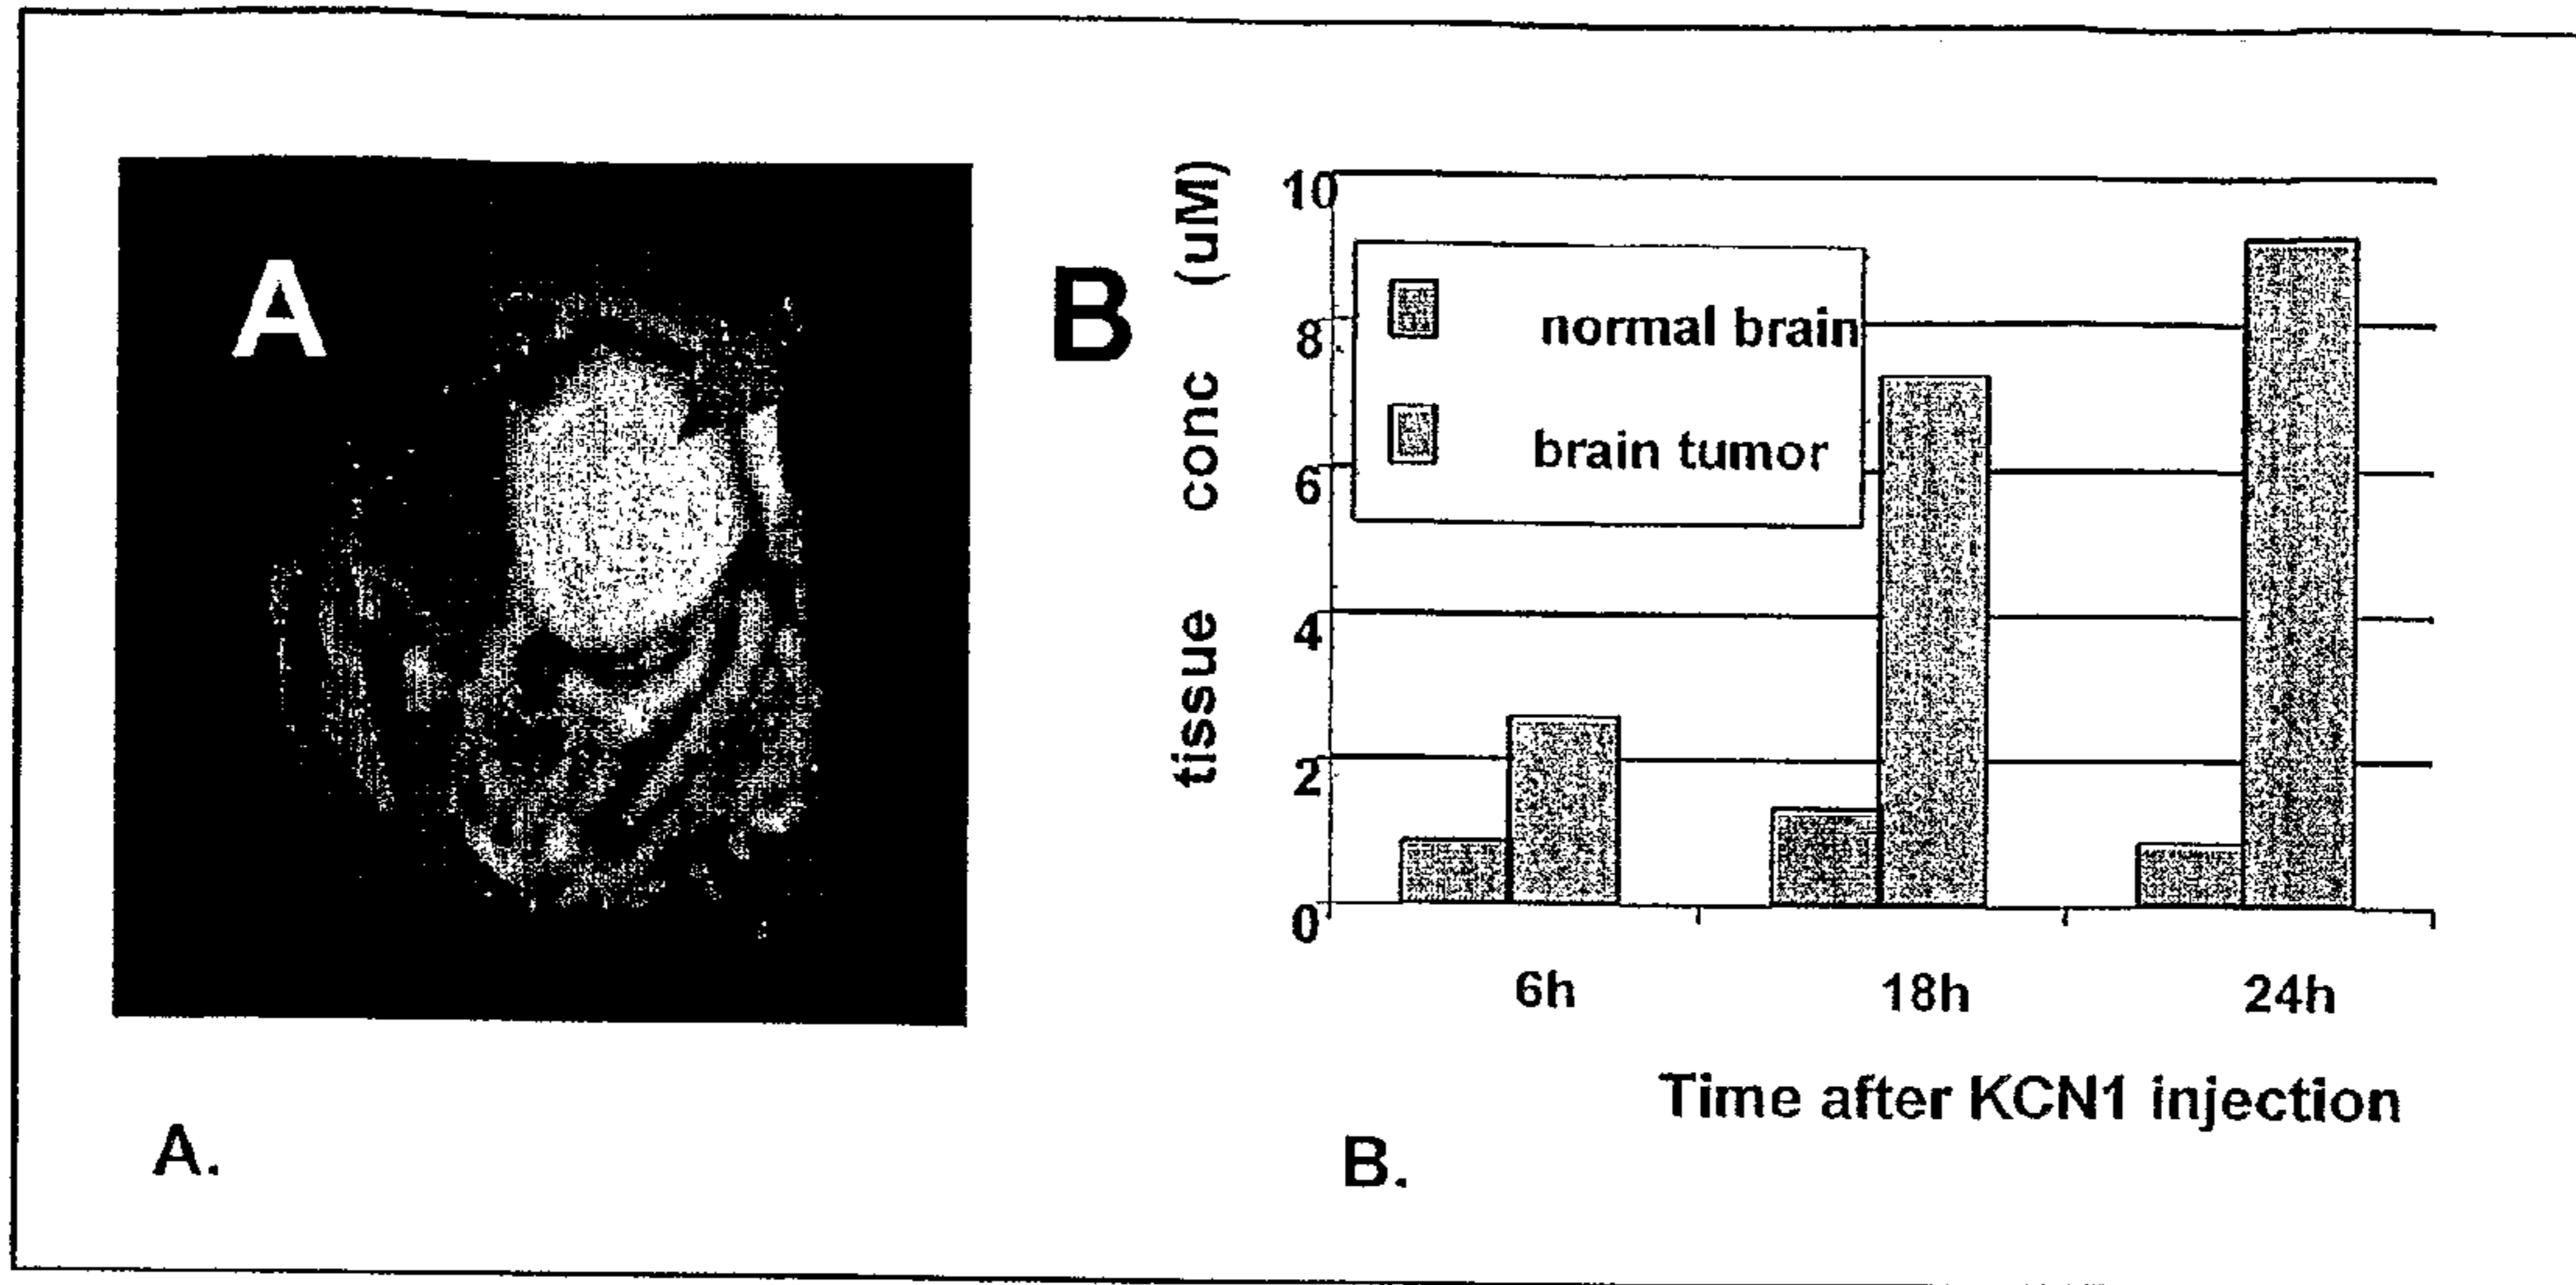 A
B
tissue conc (uM)
10
8
6
4
2
0
normal brain
brain tumor
6h 18h 24h
Time after KCN1 injection
A.
B.